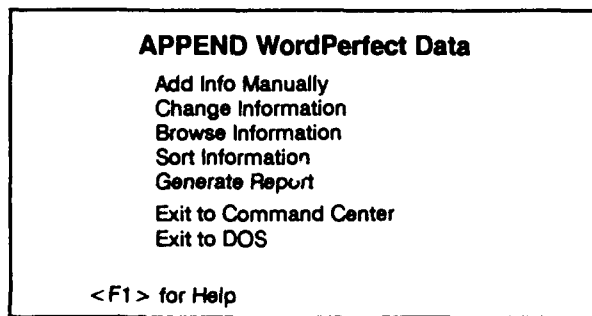 APPEND WordPerfect Data
Add Info Manually
Change Information
Browse Information
Sort Information
Generate Report
Exit to Command Center
Exit to DOS
<F1> for Help